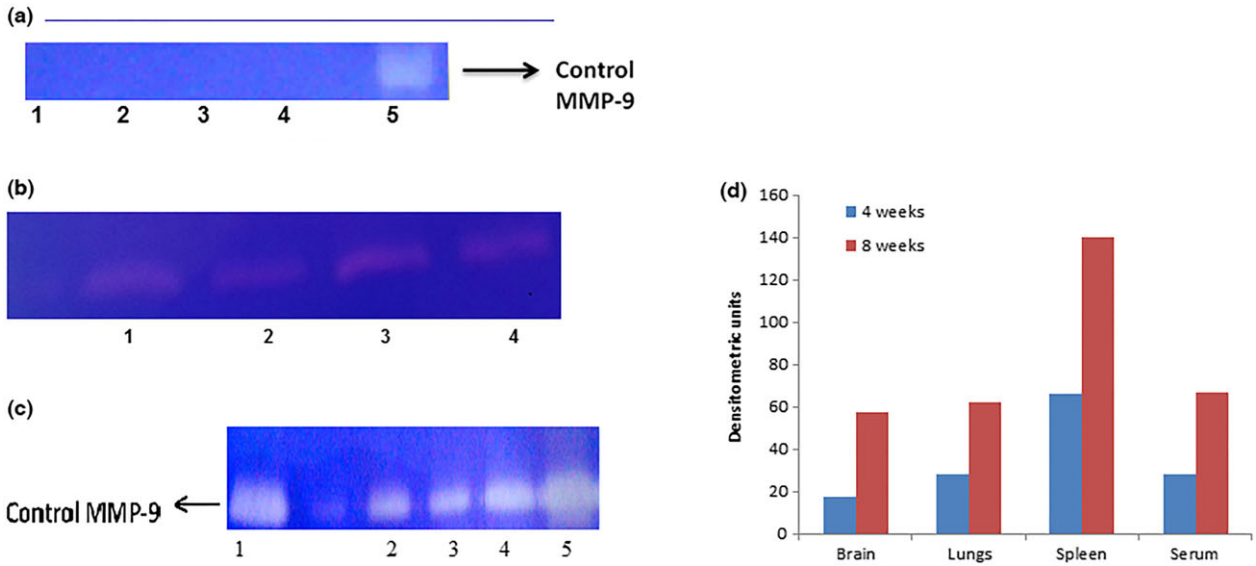 (a)
Control
MMP-9
1 2 3 4 5
(b)
1 2 3 4
(c)
Control MMP-9
1 2 3 4 5
(d)
160
140
120
100
80
60
40
20
0
Densitometric units
4 weeks
8 weeks
Brain Lungs Spleen Serum